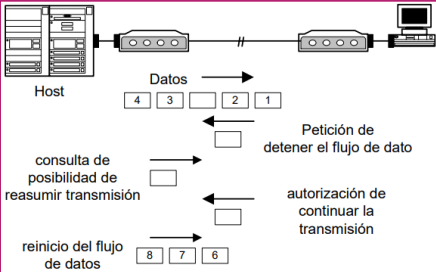 Host
Datos
4 3 2 1
Petición de
detener el flujo de dato
consulta de
posibilidad de
reasumir transmisión
autorización de
continuar la
transmisión
reinicio del flujo
de datos
8 7 6